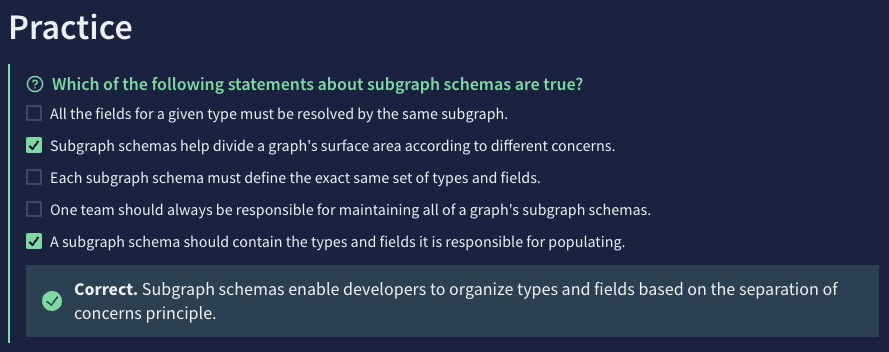 Practice
Which of the following statements about subgraph schemas are true?
All the fields for a given type must be resolved by the same subgraph.
Subgraph schemas help divide a graph's surface area according to different concerns.
Each subgraph schema must define the exact same set of types and fields.
One team should always be responsible for maintaining all of a graph's subgraph schemas.
A subgraph schema should contain the types and fields it is responsible for populating.
Correct. Subgraph schemas enable developers to organize types and fields based on the separation of
concerns principle.